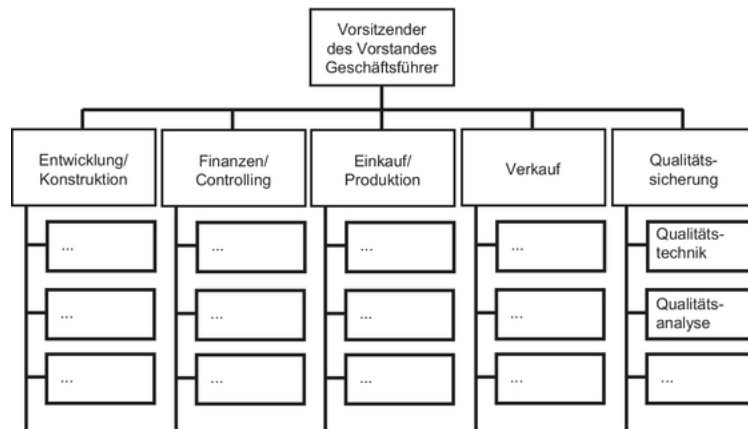 Vorsitzender
des Vorstandes
Geschäftsführer
Entwicklung/
Konstruktion
Finanzen/
Controlling
Einkauf/
Produktion
Verkauf
Qualitäts-
sicherung
...
...
...
...
Qualitäts-
technik
...
...
...
...
Qualitäts-
analyse
...
...
...
...
...